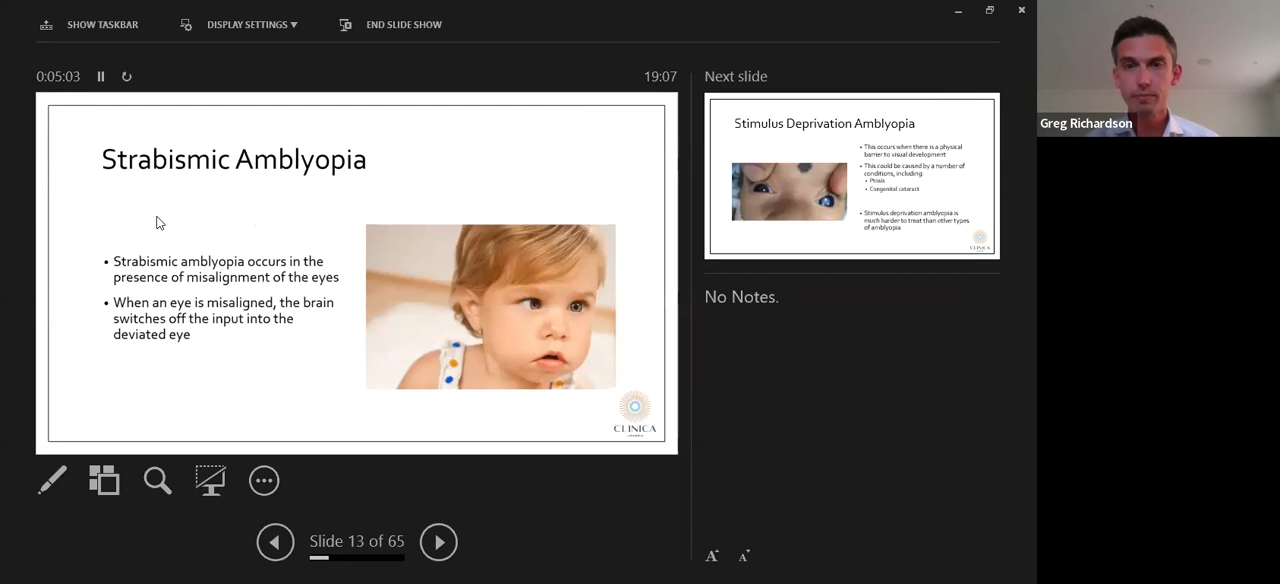 SHOW TASKBAR
DISPLAY SETTINGS ▼
END SLIDE SHOW
0:05:03
19:07
Strabismic Amblyopia
• Strabismic amblyopia occurs in the
presence of misalignment of the eyes
• When an eye is misaligned, the brain
switches off the input into the
deviated eye
CLINICA
Slide 13 of 65
Next slide
Stimulus Deprivation Amblyopia
• This occurs when there is a physical
barrier to visual development
• This could be caused by a number of
conditions, including:
• Ptosis
• Congenital cataract
• Stimulus deprivation amblyopia is
much harder to treat than other types
of amblyopia
CLINICA
No Notes.
A
A
Greg Richardson